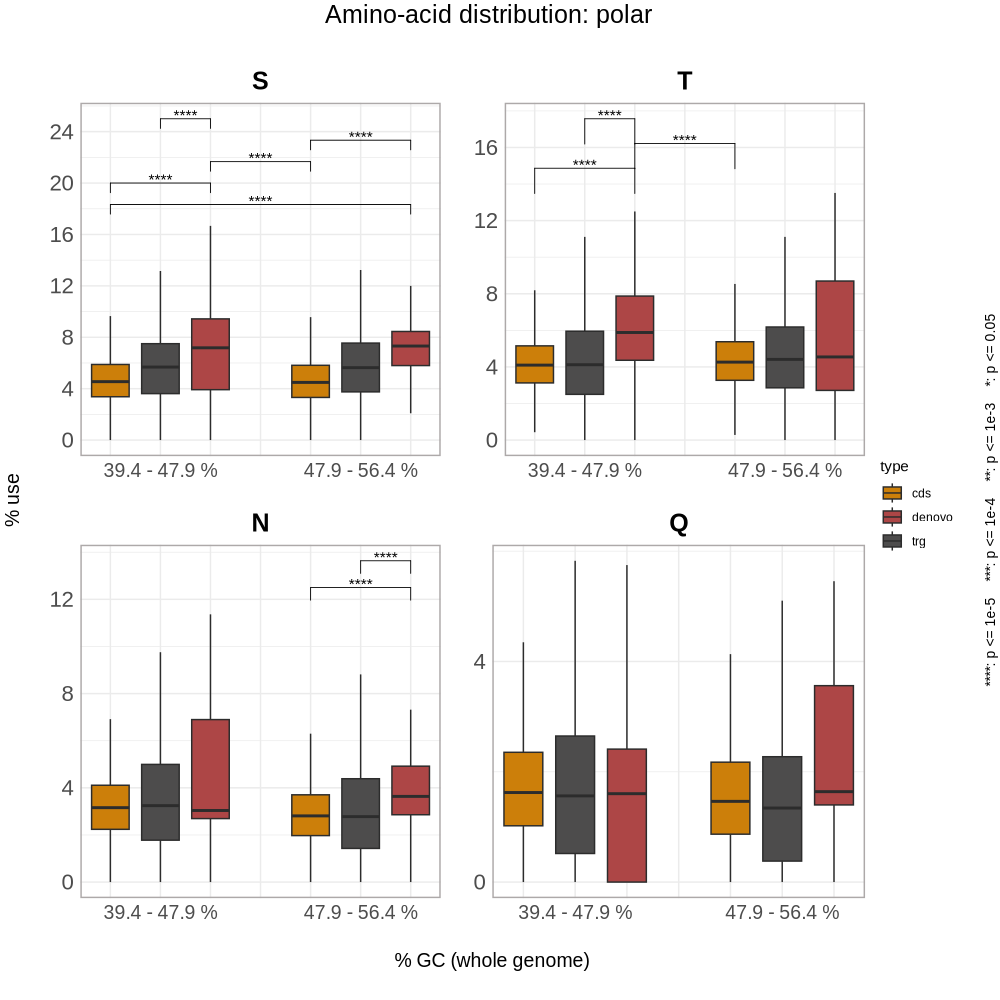 Amino-acid distribution: polar
S
****
****
****
****
****
24
20
16
12
8
4
0
39.4 - 47.9 %
47.9 - 56.4 %
T
****
****
****
16
12
8
4
0
39.4 - 47.9 %
47.9 - 56.4 %
N
****
****
12
8
4
0
39.4 - 47.9 %
47.9 - 56.4 %
Q
4
0
39.4 - 47.9 %
47.9 - 56.4 %
% use
% GC (whole genome)
type
cds
denovo
trg
****: p <= 1e-5 ***: p <= 1e-4 **: p <= 1e-3 *: p <= 0.05